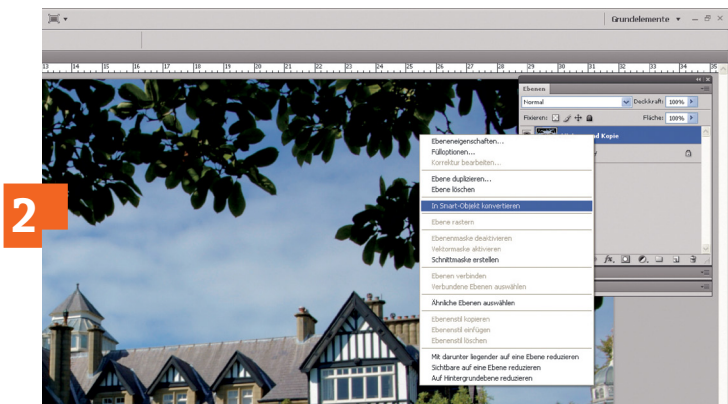 Grundelemente
13 14 15 16 17 18 19 20 21 22 23 24 25 26 27 28 29 30 31 32 33 34 35
Ebenen
Normal Deckkraft: 100%
Fixieren: Fläche: 100%
Kopie
2
Ebeneneigenschaften...
Fülloptionen...
Korrektur bearbeiten...
Ebene duplizieren...
Ebene löschen
In Smart-Objekt konvertieren
Ebene rastern
Ebenenmaske deaktivieren
Vektormaske aktivieren
Schnittmaske erstellen
Ebenen verbinden
Verbundene Ebenen auswählen
Ähnliche Ebenen auswählen
Ebenenstil kopieren
Ebenenstil einfügen
Ebenenstil löschen
Mit darunter liegender auf eine Ebene reduzieren
Sichtbare auf eine Ebene reduzieren
Auf Hintergrundebene reduzieren
fx.